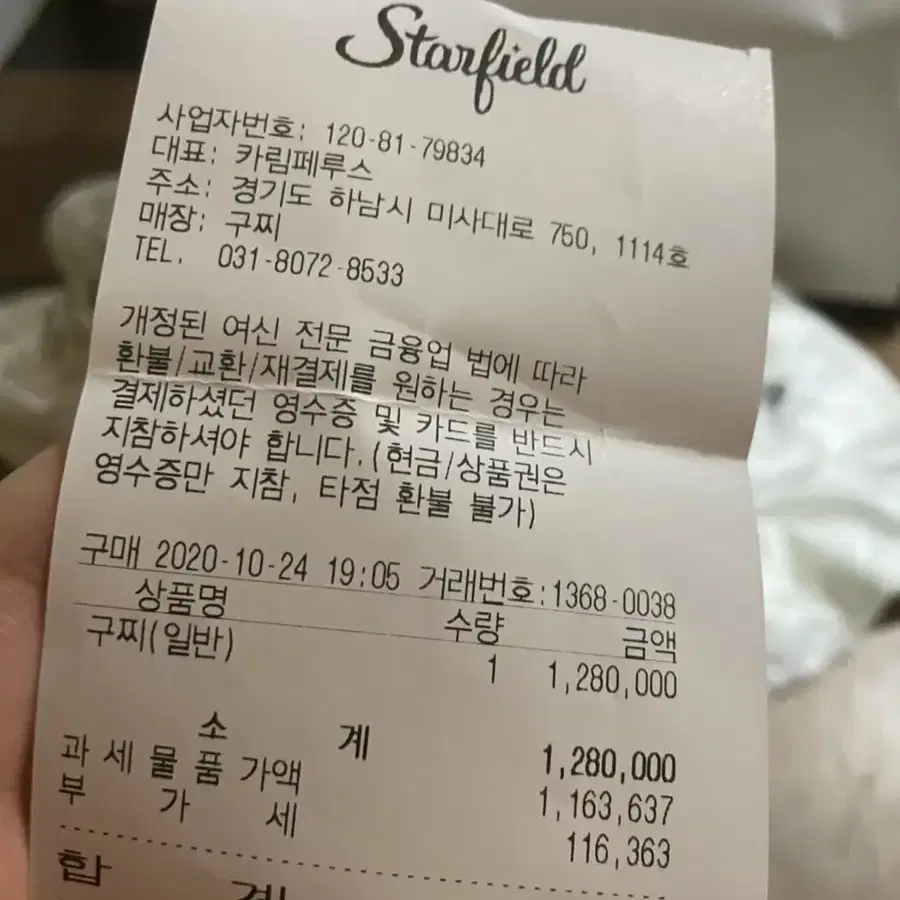 Starfield
사업자번호: 120-81-79834
대표: 카림페루스
주소: 경기도 하남시 미사대로 750, 1114호
매장: 구찌
TEL. 031-8072-8533
개정된 여신 전문 금융업 법에 따라
환불/교환/재결제를 원하는 경우는
결제하셨던 영수증 및 카드를 반드시
지참하셔야 합니다.(현금/상품권은
영수증만 지참, 타점 환불 불가)
구매 2020-10-24 19:05 거래번호:1368-0038
상품명 수량 금액
구찌(일반) 1 1,280,000
소 계 1,280,000
과 세 물 품 가액 1,163,637
부 가 세 116,363
합 계